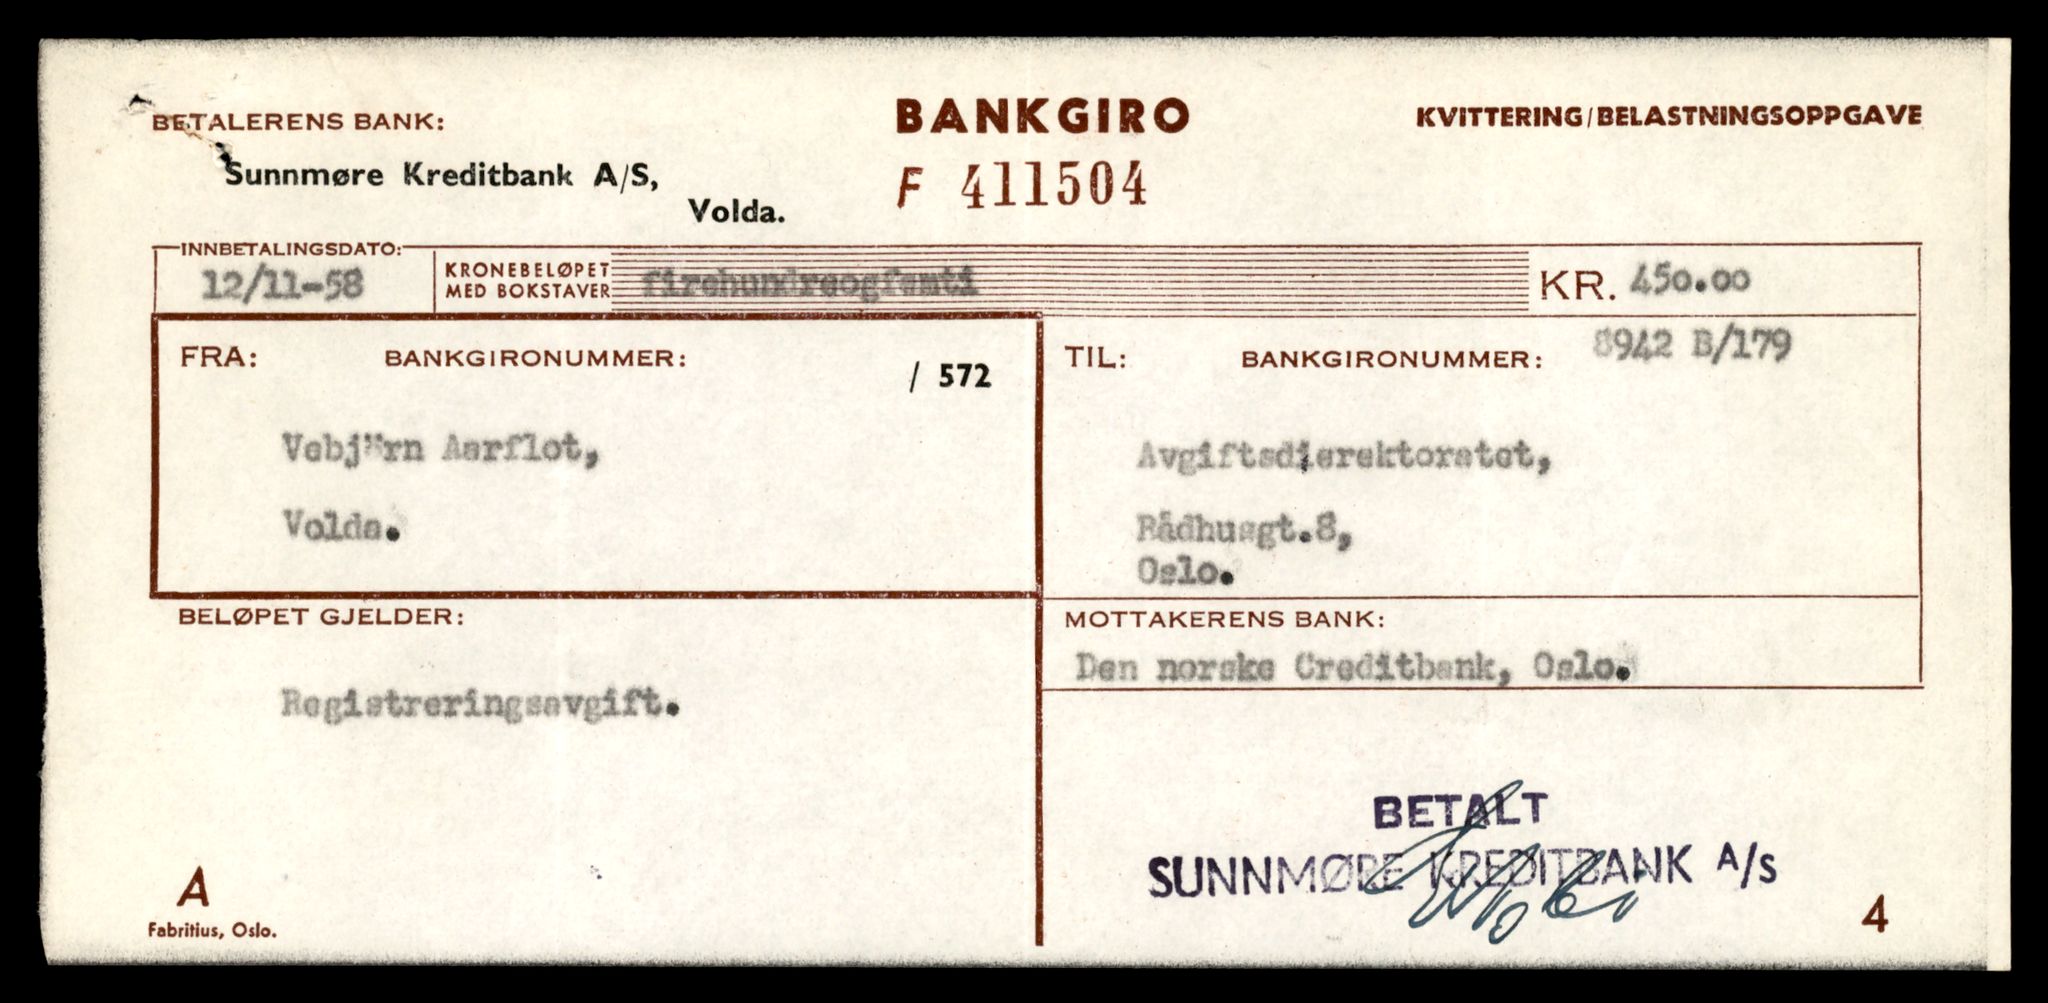 BETALERENS BANK:
BANKGIRO
KVITTERING/BELASTNINGSOPPGAVE
Sunnmøre Kreditbank A/S,
Volda.
F 411504
INNBETALINGSDATO:
12/11-58
KRONEBELØPET
MED BOKSTAVER
firehundreogfemti
KR. 450.00
FRA: BANKGIRONUMMER:
/ 572
Vebjörn Aarflot,
Volda.
TIL: BANKGIRONUMMER: 8942 B/179
Avgiftsdierektoratet,
Rådhusgt.8,
Oslo.
BELØPET GJELDER:
Registreringsavgift.
MOTTAKERENS BANK:
Den norske Creditbank, Oslo.
BETALT
SUNNMØRE KREDITBANK A/S
A
Fabritius, Oslo.
4